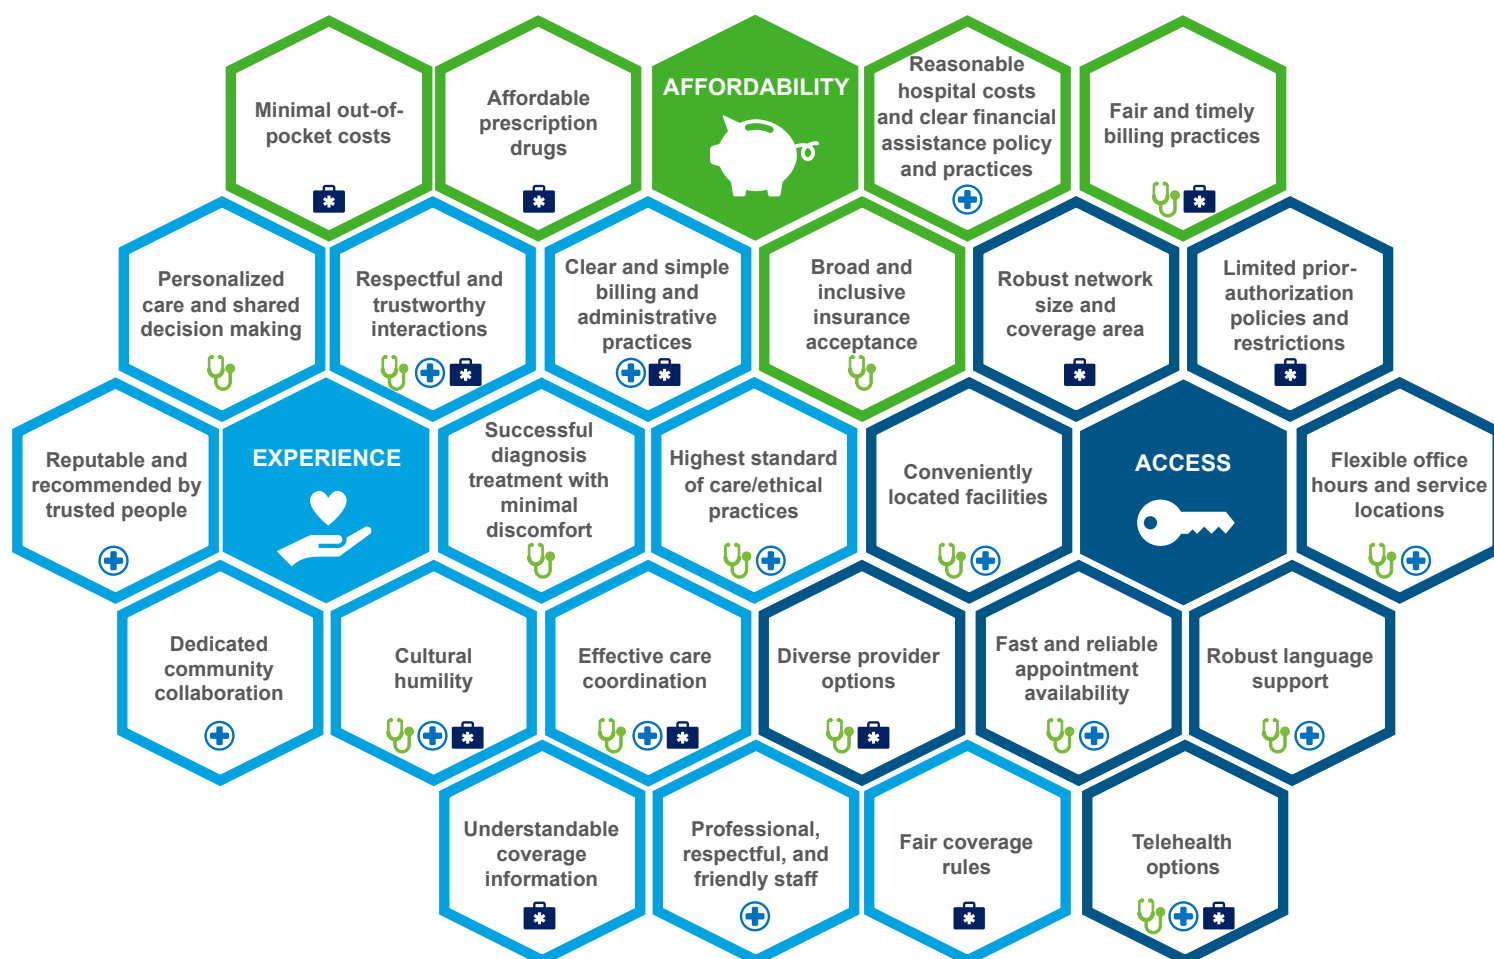 Minimal out-of-
pocket costs
Affordable
prescription
drugs
AFFORDABILITY
Reasonable
hospital costs
and clear financial
assistance policy
and practices
Fair and timely
billing practices
Personalized
care and shared
decision making
Respectful and
trustworthy
interactions
Clear and simple
billing and
administrative
practices
Broad and
inclusive
insurance
acceptance
Robust network
size and
coverage area
Limited prior-
authorization
policies and
restrictions
Reputable and
recommended by
trusted people
EXPERIENCE
Successful
diagnosis
treatment with
minimal
discomfort
Highest standard
of care/ethical
practices
Conveniently
located facilities
ACCESS
Flexible office
hours and service
locations
Dedicated
community
collaboration
Cultural
humility
Effective care
coordination
Diverse provider
options
Fast and reliable
appointment
availability
Robust language
support
Understandable
coverage
information
Professional,
respectful, and
friendly staff
Fair coverage
rules
Telehealth
options